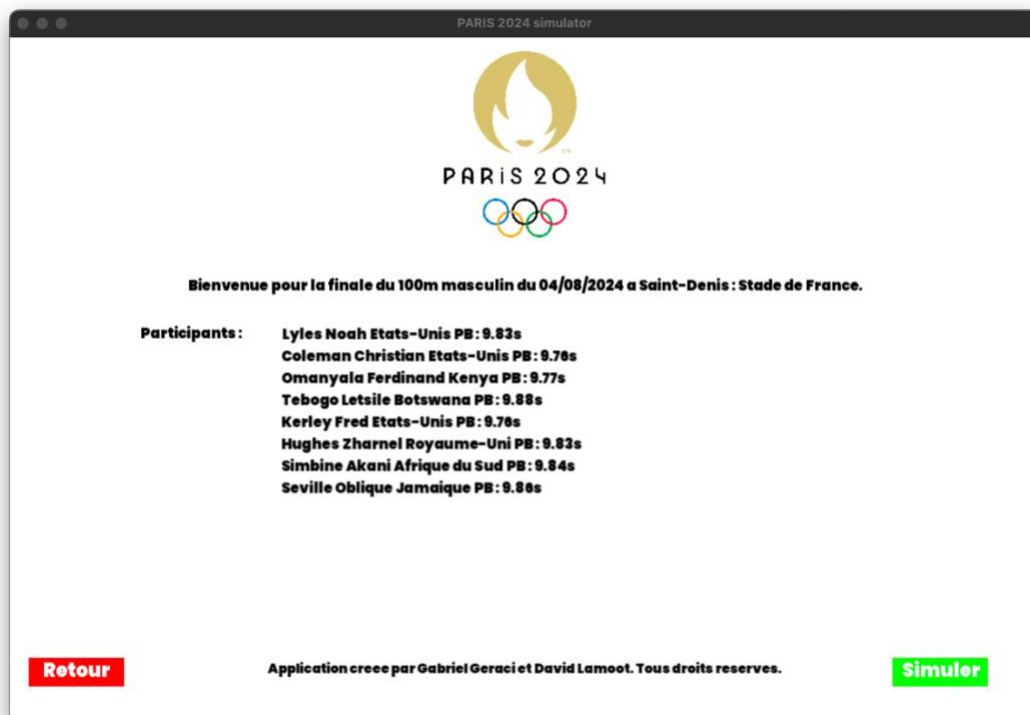 PARIS 2024 simulator
PARiS 2024
Bienvenue pour la finale du 100m masculin du 04/08/2024 a Saint-Denis : Stade de France.
Participants : Lyles Noah Etats-Unis PB : 9.83s
Coleman Christian Etats-Unis PB : 9.76s
Omanyala Ferdinand Kenya PB : 9.77s
Tebogo Letsile Botswana PB : 9.88s
Kerley Fred Etats-Unis PB : 9.76s
Hughes Zharnel Royaume-Uni PB : 9.83s
Simbine Akani Afrique du Sud PB : 9.84s
Seville Oblique Jamaique PB : 9.86s
Retour Application creee par Gabriel Geraci et David Lamoot. Tous droits reserves. Simuler